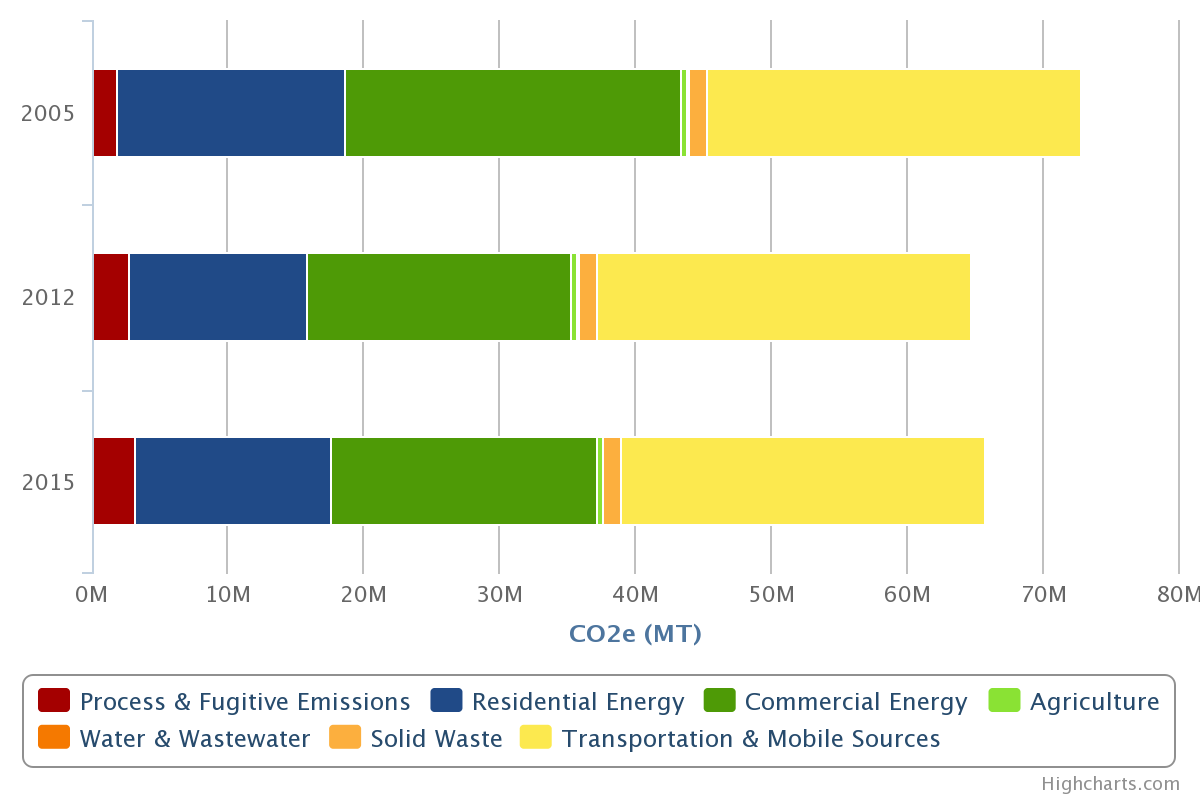 2005
2012
2015
0M 10M 20M 30M 40M 50M 60M 70M 80M
CO2e (MT)
Process & Fugitive Emissions Residential Energy Commercial Energy Agriculture
Water & Wastewater Solid Waste Transportation & Mobile Sources
Highcharts.com